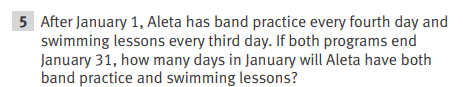 5 After January 1, Aleta has band practice every fourth day and
swimming lessons every third day. If both programs end
January 31, how many days in January will Aleta have both
band practice and swimming lessons?